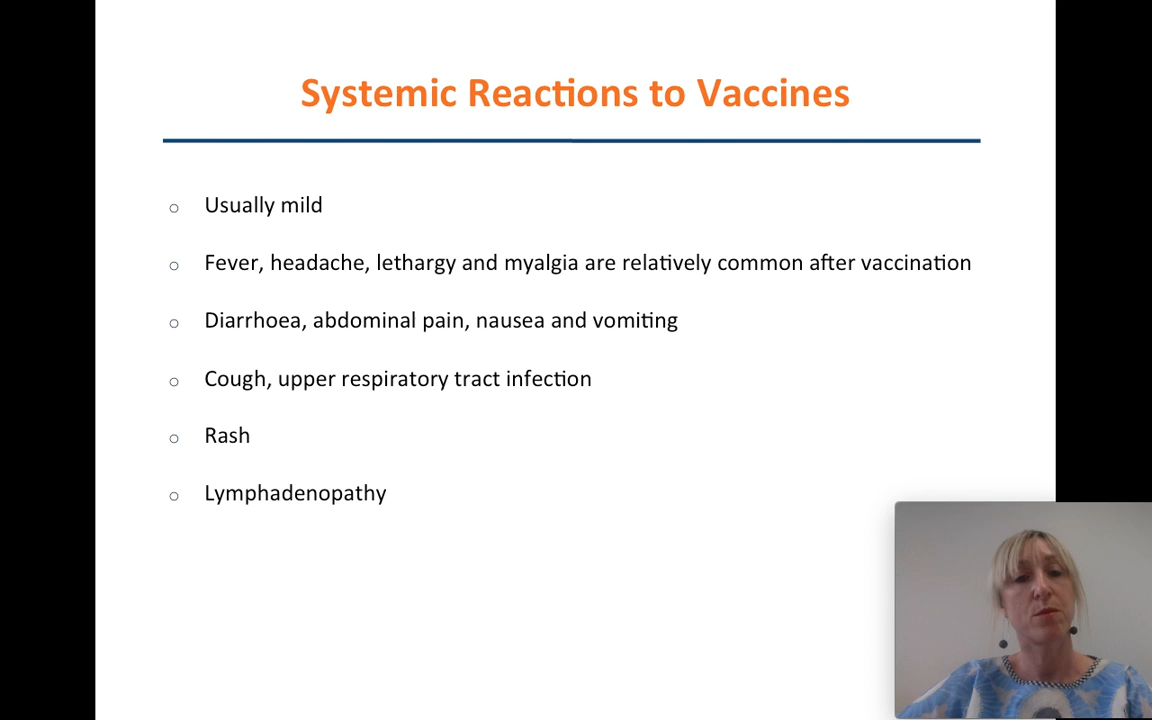 Systemic Reactions to Vaccines
Usually mild
Fever, headache, lethargy and myalgia are relatively common after vaccination
Diarrhoea, abdominal pain, nausea and vomiting
Cough, upper respiratory tract infection
Rash
Lymphadenopathy